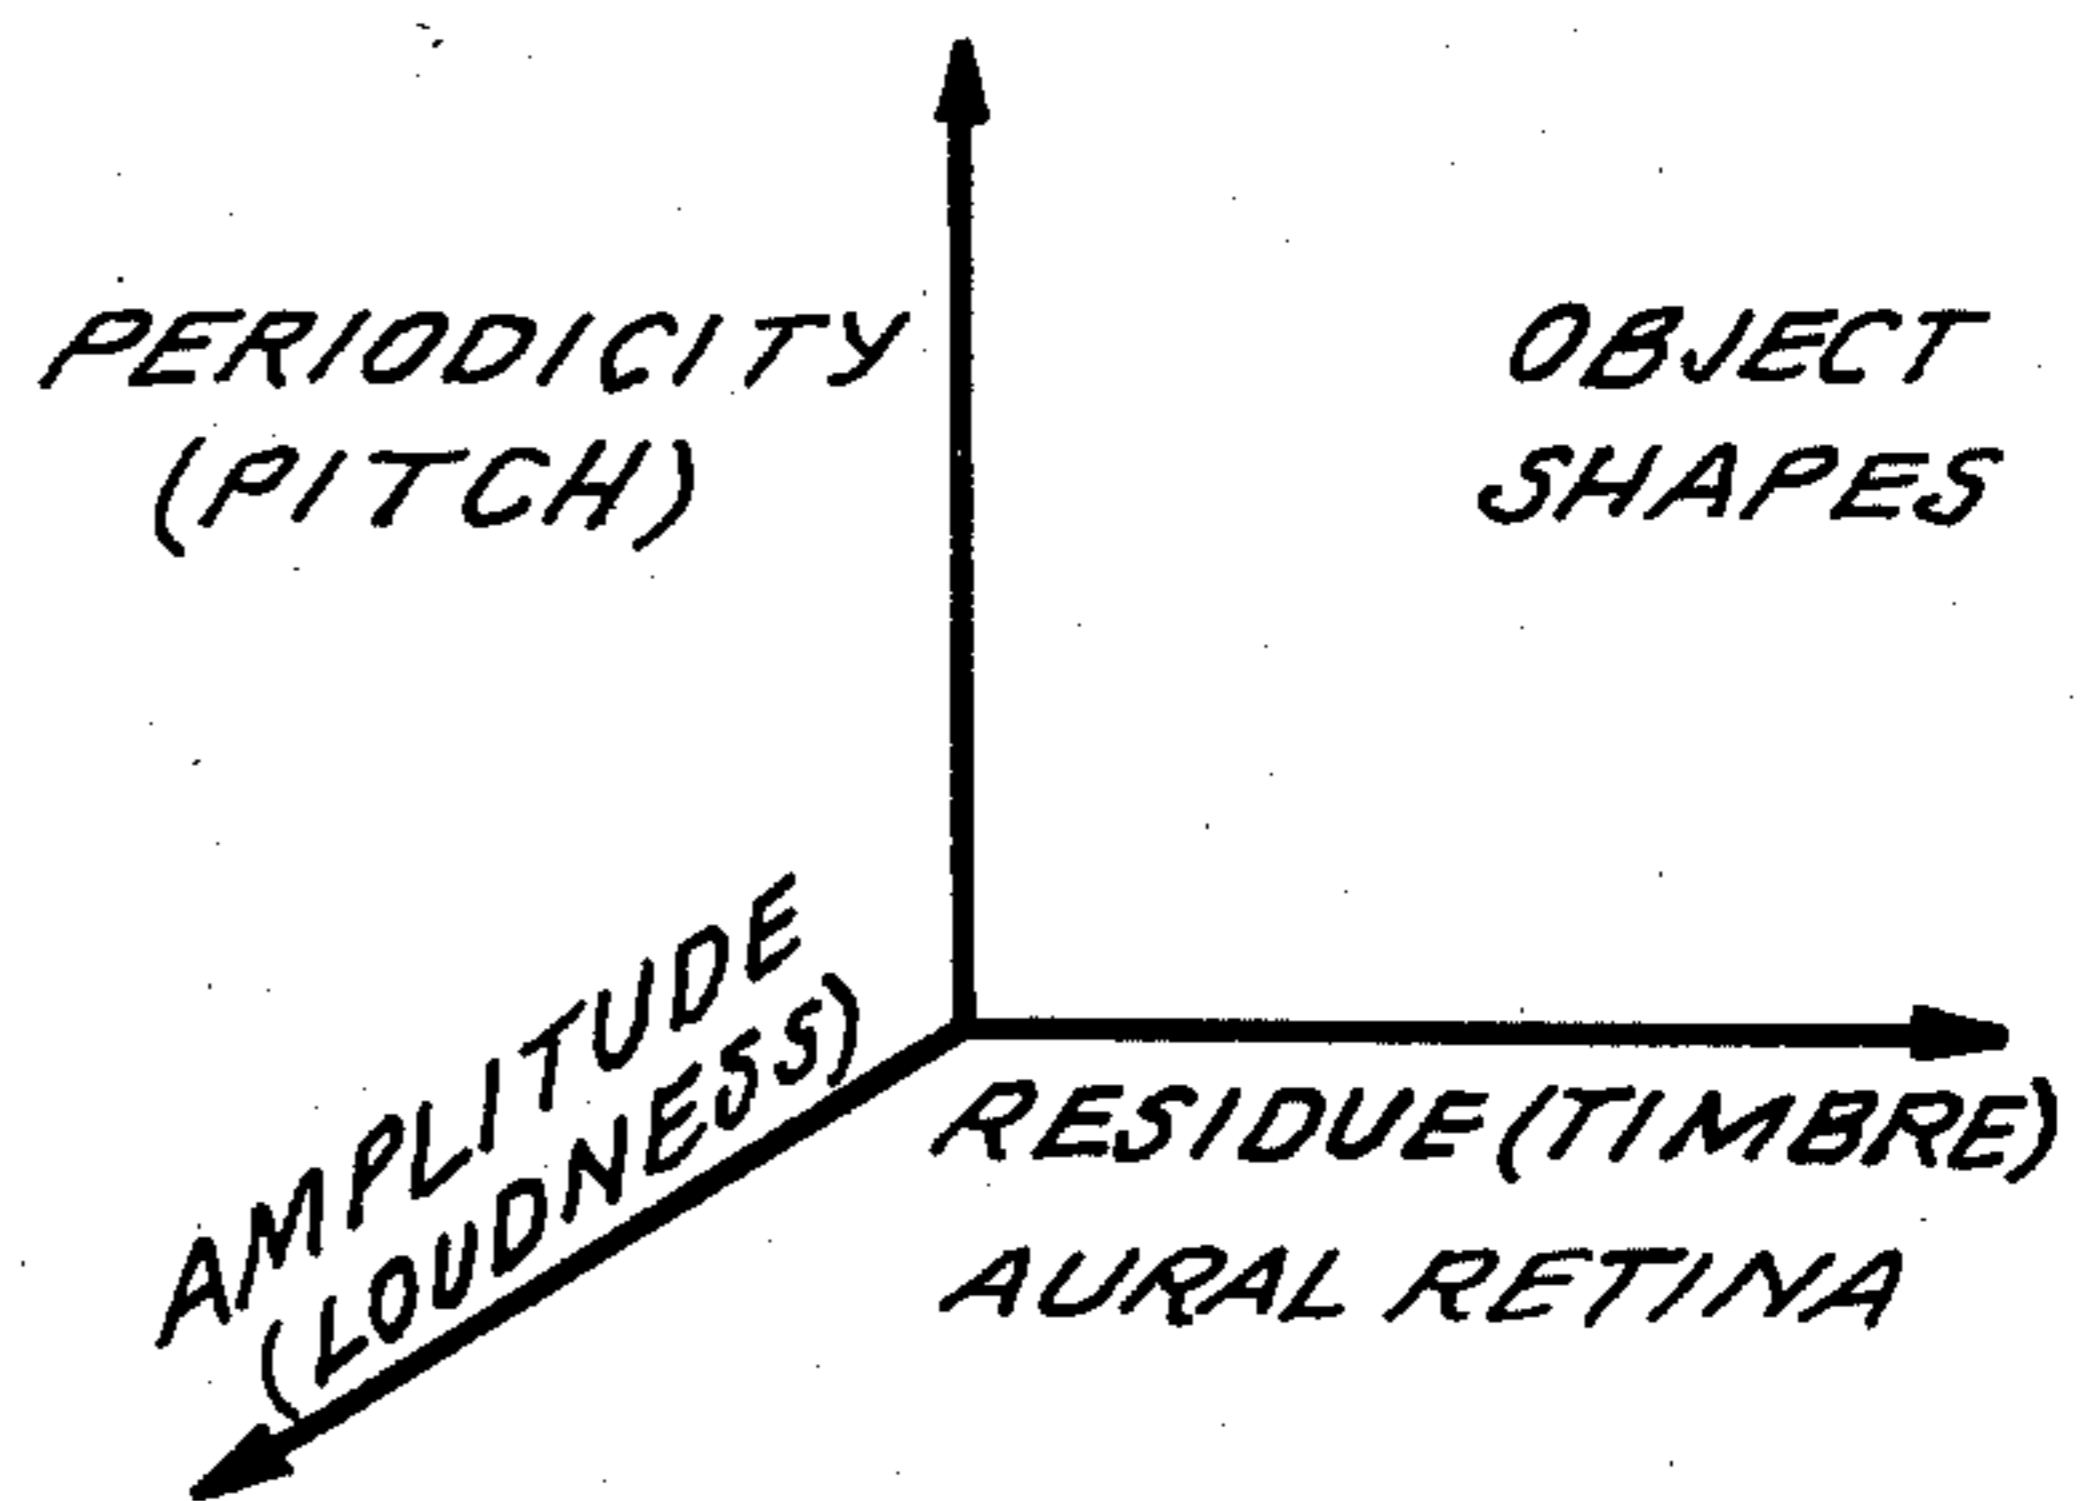 PERIODICITY
(PITCH)
OBJECT
SHAPES
AMPLITUDE
(LOUDNESS)
RESIDUE (TIMBRE)
AURAL RETINA